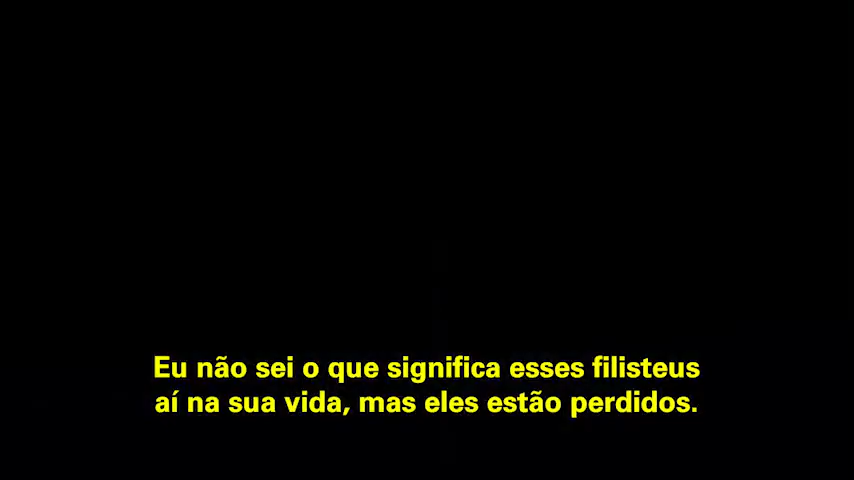 Eu não sei o que significa esses filisteus
aí na sua vida, mas eles estão perdidos.